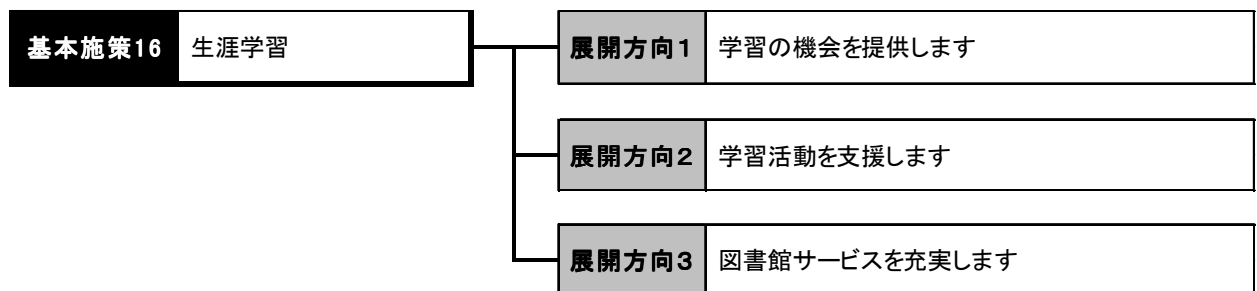 基本施策16 生涯学習
展開方向1 学習の機会を提供します
展開方向2 学習活動を支援します
展開方向3 図書館サービスを充実します